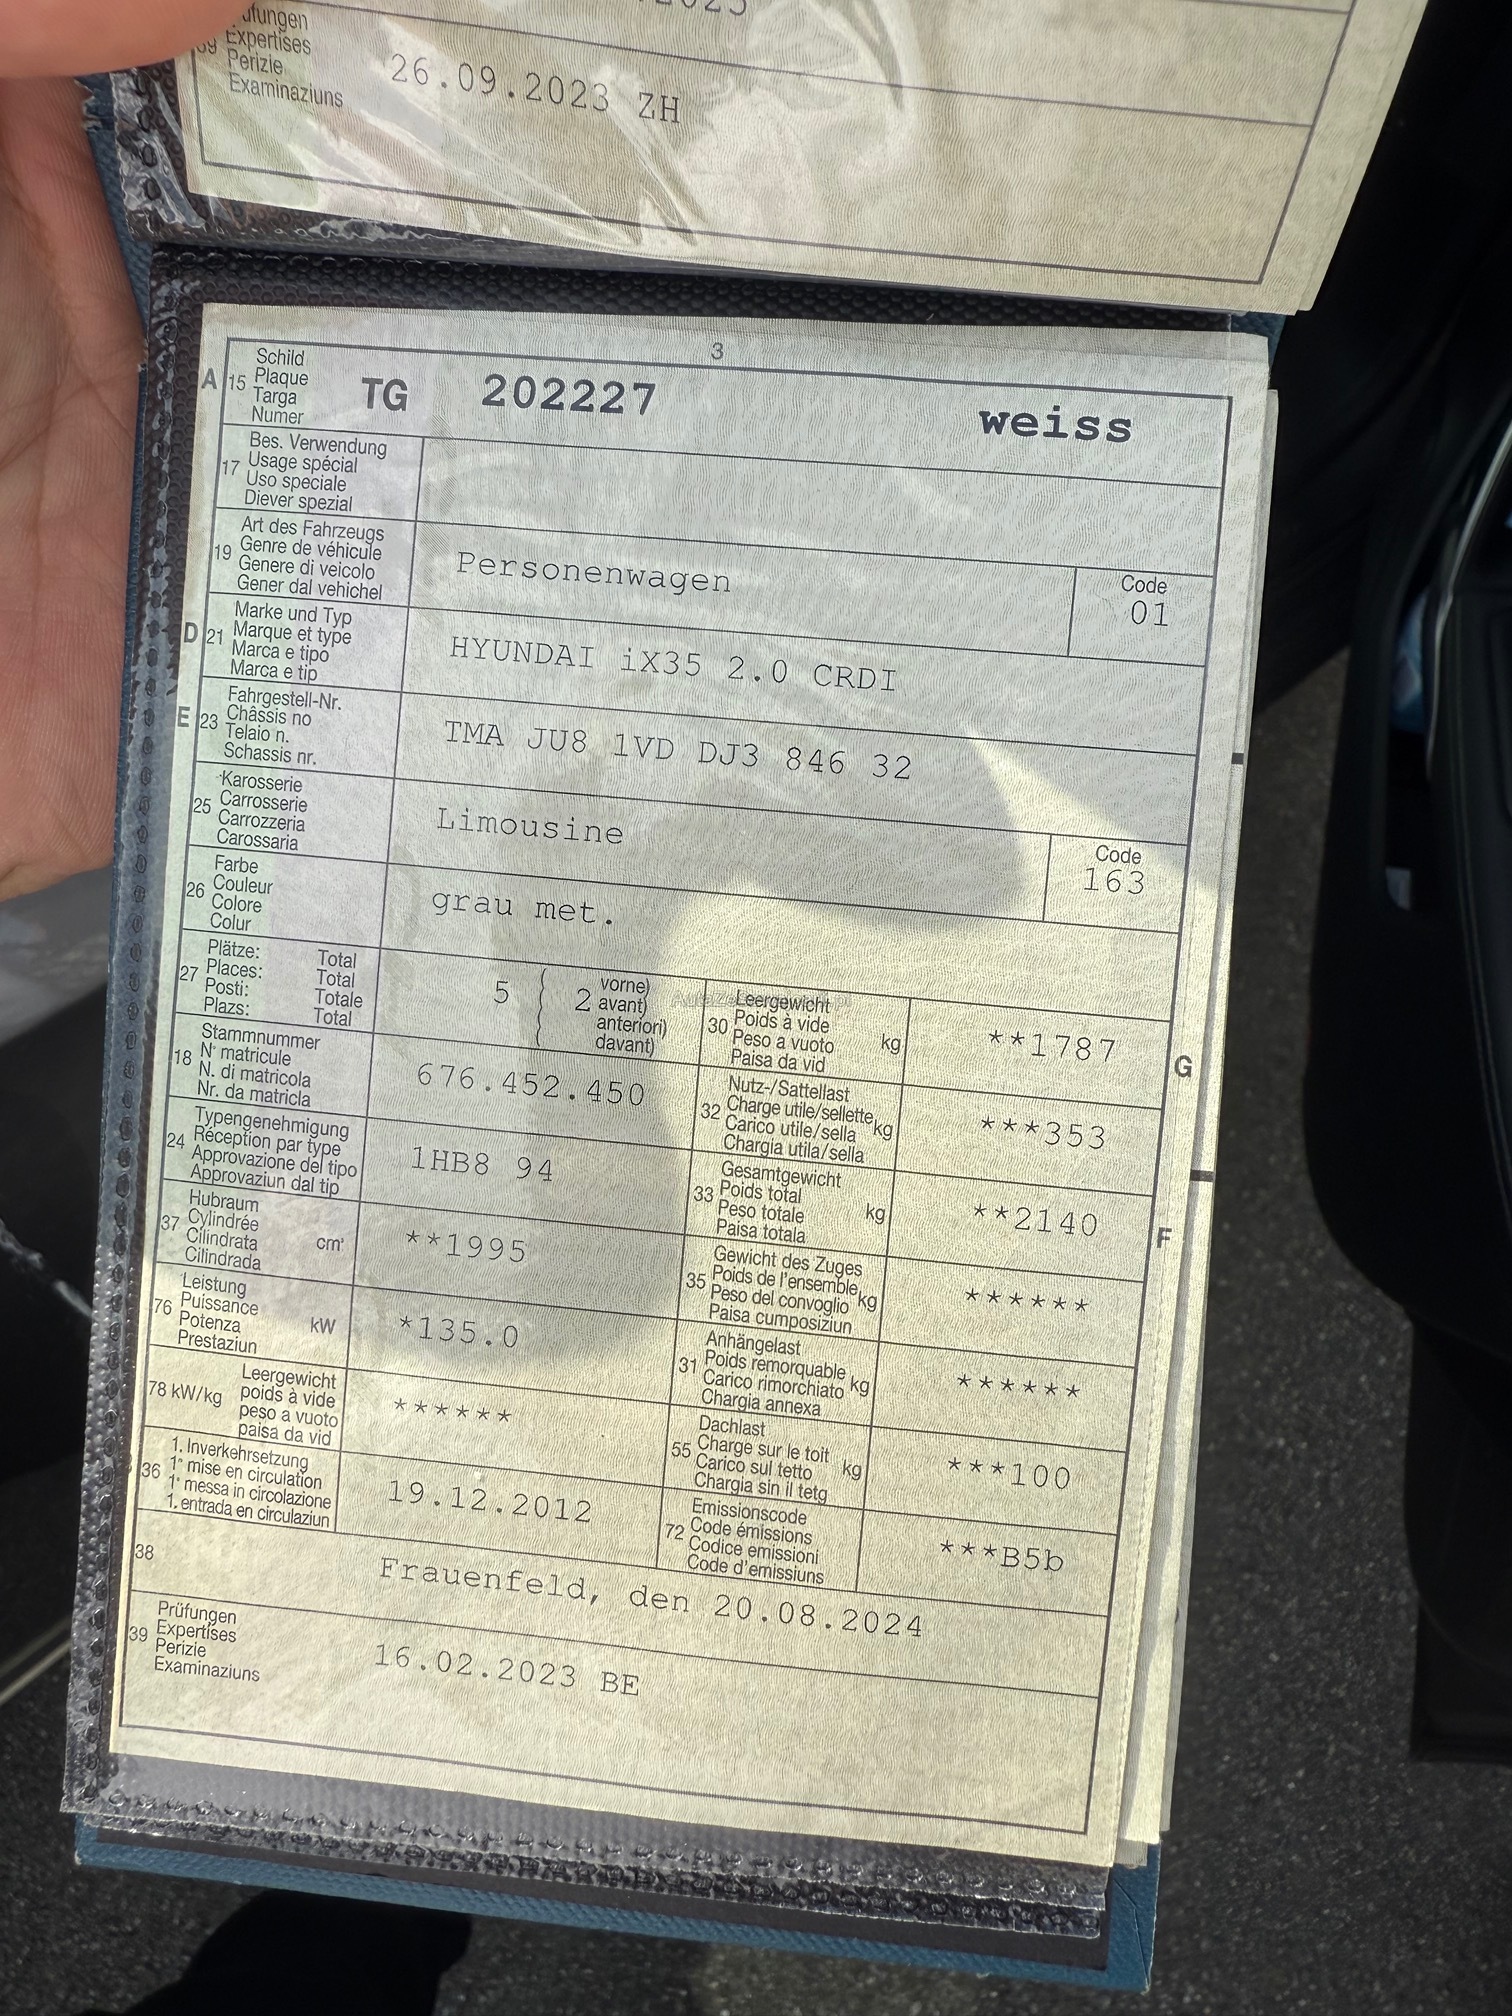 Prüfungen
39 Expertises
Perizie
Examinaziuns
26.09.2023 ZH
3
A 15 Schild
Plaque
Targa
Numer
TG 202227 weiss
17 Bes. Verwendung
Usage spécial
Uso speciale
Diever spezial
19 Art des Fahrzeugs
Genre de véhicule
Genere di veicolo
Gener dal vehichel
Personenwagen
Code
01
D 21 Marke und Typ
Marque et type
Marca e tipo
Marca e tip
HYUNDAI iX35 2.0 CRDI
E 23 Fahrgestell-Nr.
Châssis no
Telaio n.
Schassis nr.
TMA JU8 1VD DJ3 846 32
25 Karosserie
Carrosserie
Carrozzeria
Carossaria
Limousine
Code
163
26 Farbe
Couleur
Colore
Colur
grau met.
27 Plätze: Total
Places: Total
Posti: Totale
Plazs: Total
5
2 vorne)
avant)
anteriori)
davant)
30 Leergewicht
Poids à vide
Peso a vuoto
Paisa da vid
kg
**1787
G
18 Stammnummer
N° matricule
N. di matricola
Nr. da matricla
676.452.450
32 Nutz-/Sattellast
Charge utile/sellette
Carico utile/sella
Chargia utila/sella
kg
***353
24 Typengenehmigung
Réception par type
Approvazione del tipo
Approvaziun dal tip
1HB8 94
33 Gesamtgewicht
Poids total
Peso totale
Paisa totala
kg
**2140
F
37 Hubraum
Cylindrée
Cilindrata
Cilindrada
cm³
**1995
35 Gewicht des Zuges
Poids de l'ensemble
Peso del convoglio
Paisa cumposiziun
kg
******
76 Leistung
Puissance
Potenza
Prestaziun
kW
*135.0
31 Anhängelast
Poids remorquable
Carico rimorchiato
Chargia annexa
kg
******
78 kW/kg Leergewicht
poids à vide
peso a vuoto
paisa da vid
******
55 Dachlast
Charge sur le toit
Carico sul tetto
Chargia sin il tetg
kg
***100
36 1. Inverkehrsetzung
1° mise en circulation
1° messa in circolazione
1. entrada en circulaziun
19.12.2012
72 Emissionscode
Code émissions
Codice emissioni
Code d'emissiuns
***B5b
38
Frauenfeld, den 20.08.2024
39 Prüfungen
Expertises
Perizie
Examinaziuns
16.02.2023 BE